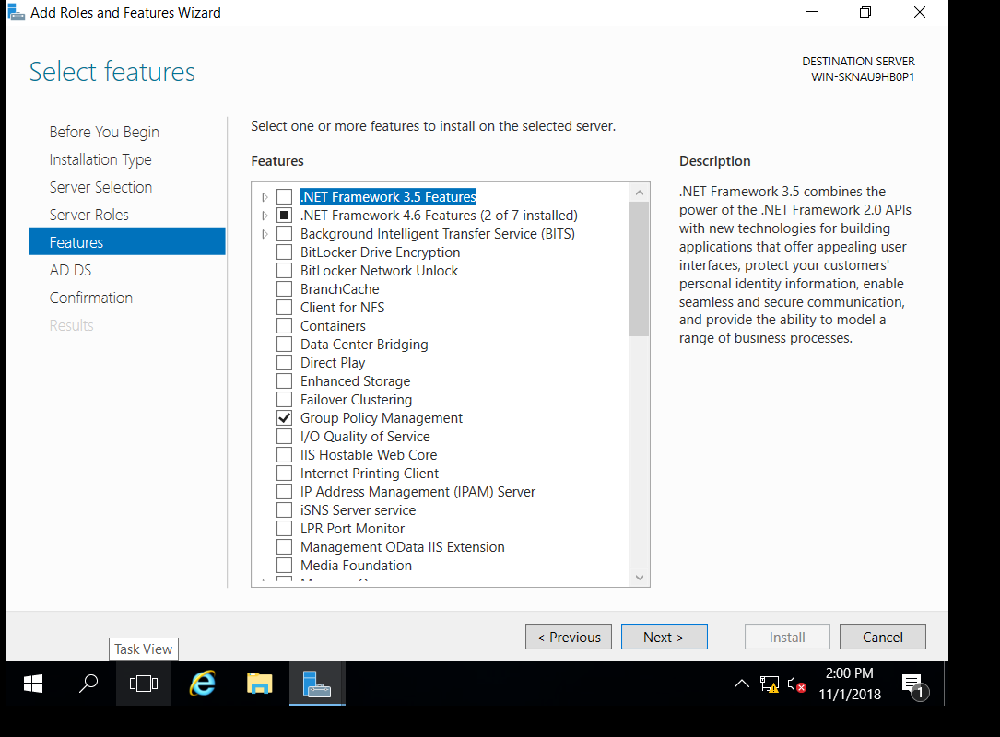 Add Roles and Features Wizard
Select features
DESTINATION SERVER
WIN-SKNAU9HB0P1
Before You Begin
Installation Type
Server Selection
Server Roles
Features
AD DS
Confirmation
Results
Select one or more features to install on the selected server.
Features
.NET Framework 3.5 Features
.NET Framework 4.6 Features (2 of 7 installed)
Background Intelligent Transfer Service (BITS)
BitLocker Drive Encryption
BitLocker Network Unlock
BranchCache
Client for NFS
Containers
Data Center Bridging
Direct Play
Enhanced Storage
Failover Clustering
Group Policy Management
I/O Quality of Service
IIS Hostable Web Core
Internet Printing Client
IP Address Management (IPAM) Server
iSNS Server service
LPR Port Monitor
Management OData IIS Extension
Media Foundation
Description
.NET Framework 3.5 combines the
power of the .NET Framework 2.0 APIs
with new technologies for building
applications that offer appealing user
interfaces, protect your customers'
personal identity information, enable
seamless and secure communication,
and provide the ability to model a
range of business processes.
< Previous
Next >
Install
Cancel
Task View
2:00 PM
11/1/2018
1